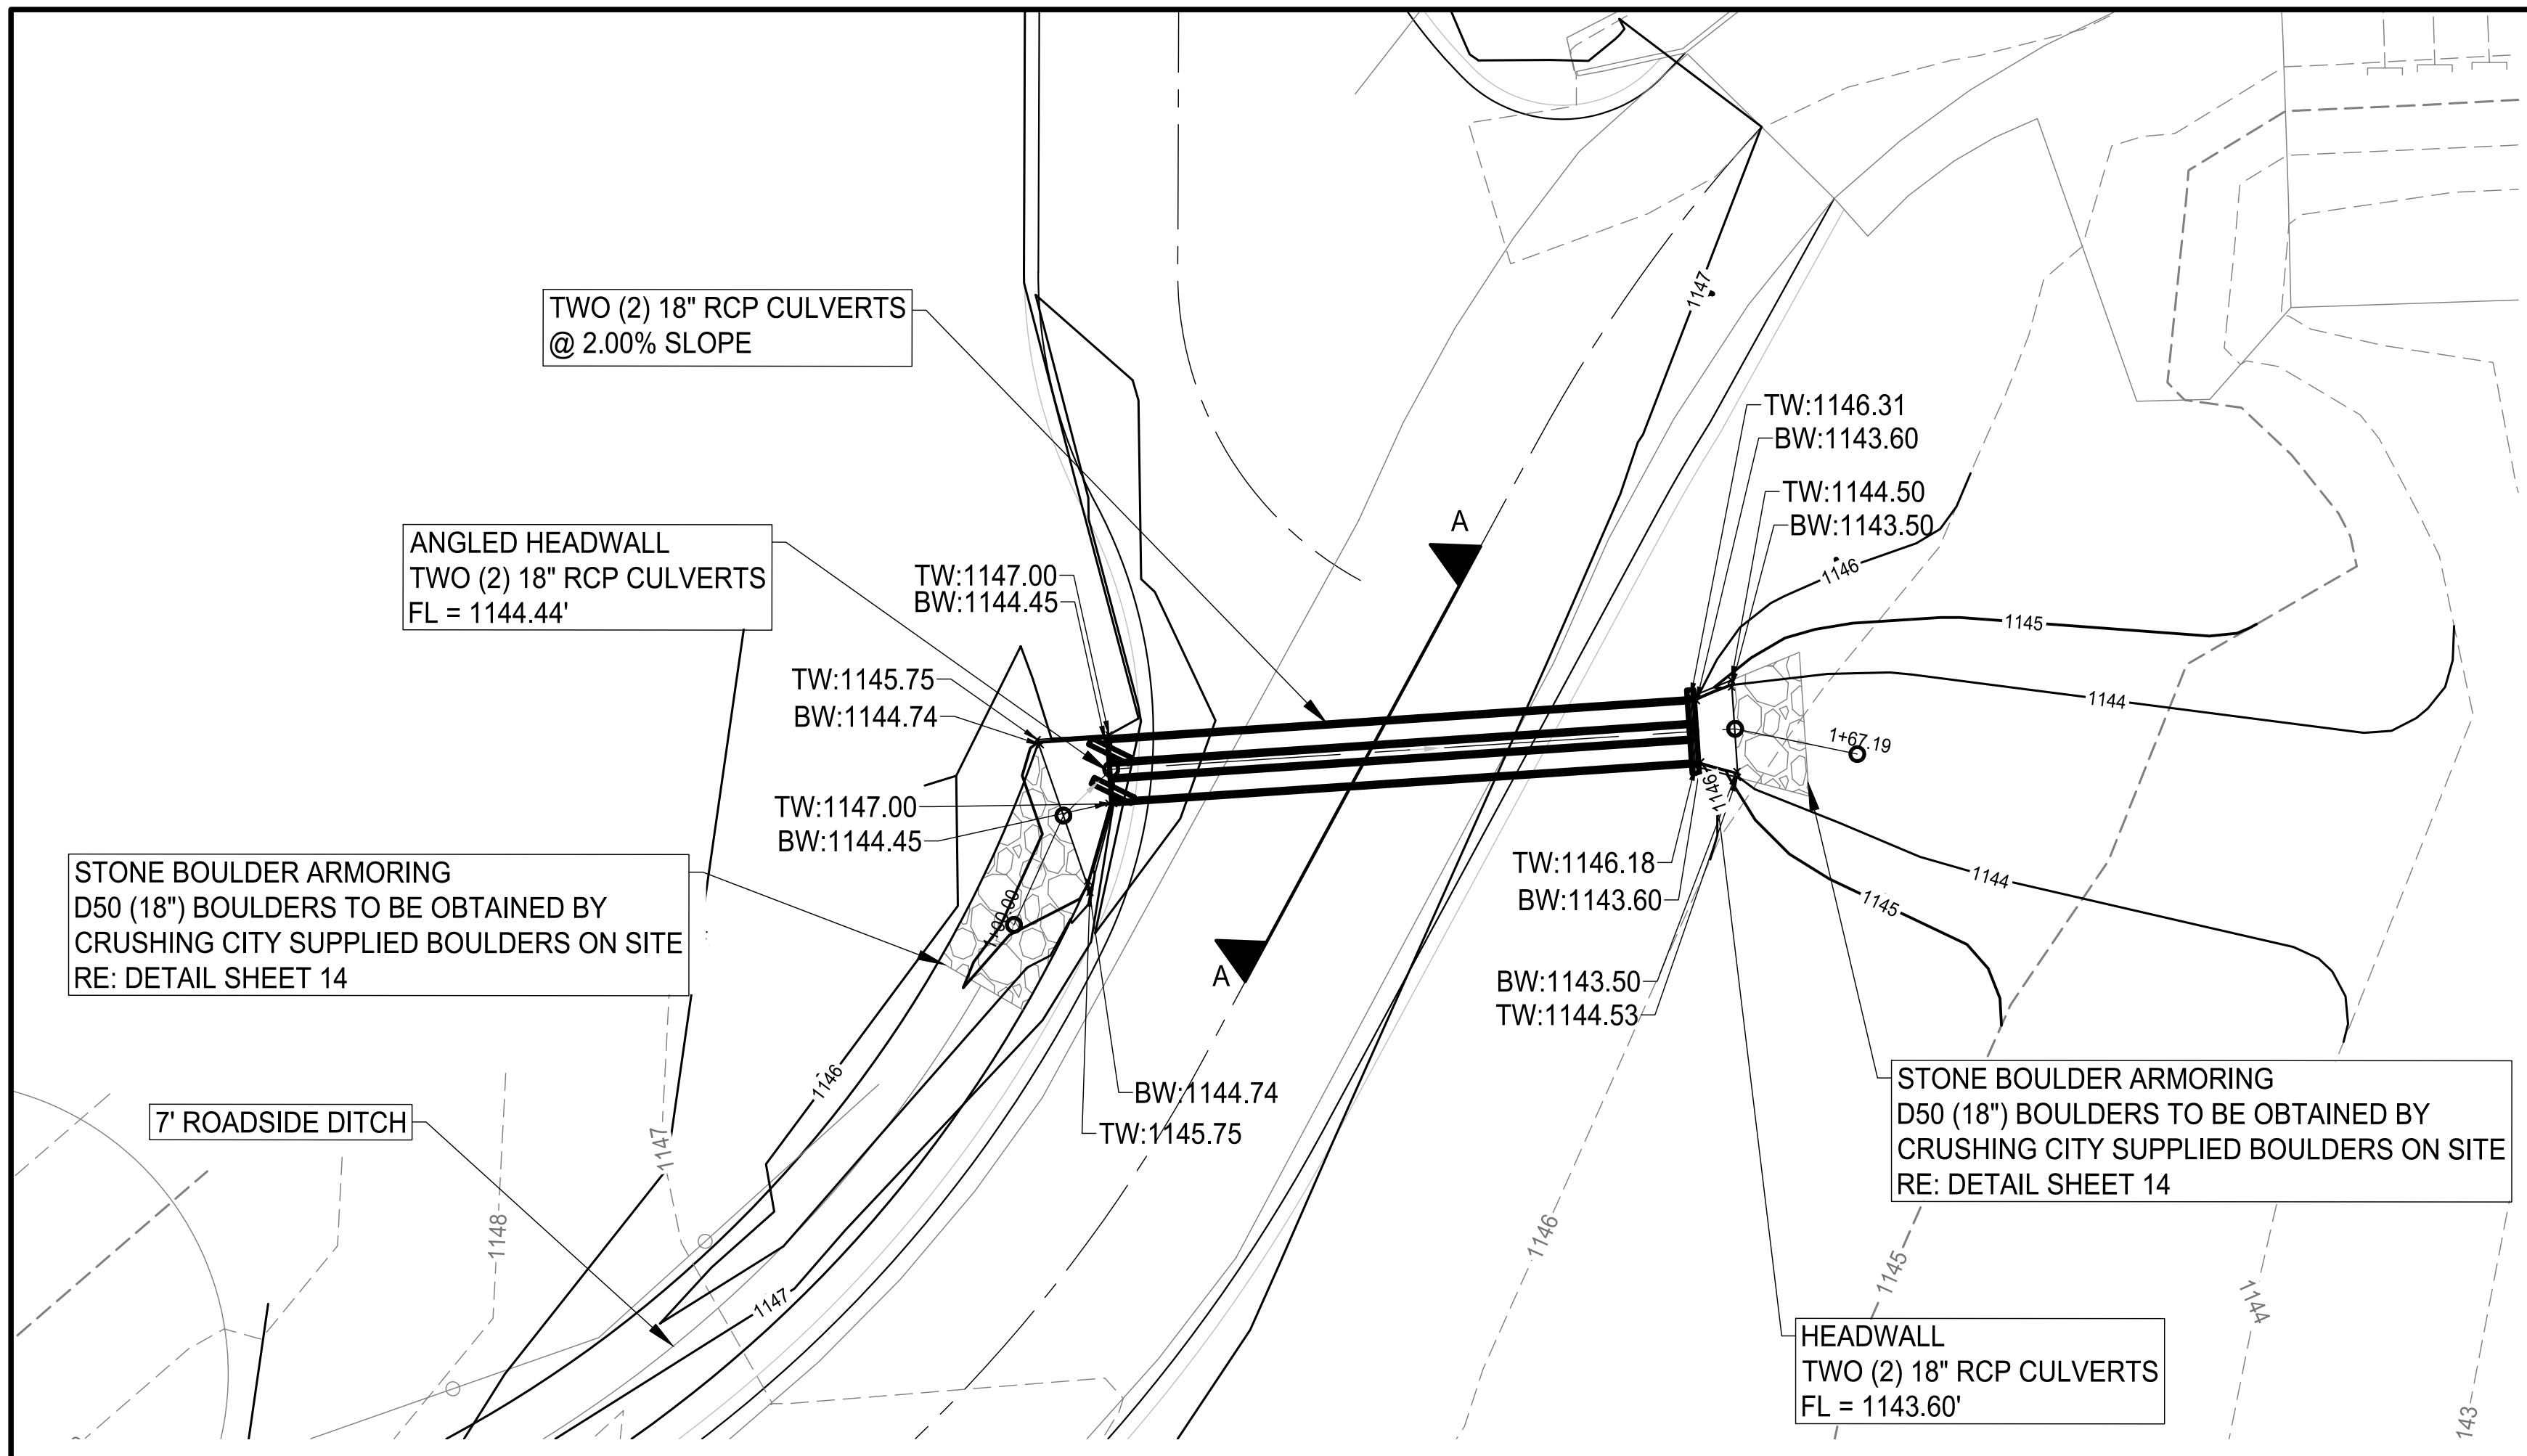 TWO (2) 18" RCP CULVERTS
@ 2.00% SLOPE
1147
TW:1146.31
BW:1143.60
TW:1144.50
BW:1143.50
A
ANGLED HEADWALL
TWO (2) 18" RCP CULVERTS
FL = 1144.44'
TW:1147.00
BW:1144.45
1146
1145
TW:1145.75
BW:1144.74
1144
1+67.19
1146
TW:1147.00
BW:1144.45
TW:1146.18
BW:1143.60
1144
1145
STONE BOULDER ARMORING
D50 (18") BOULDERS TO BE OBTAINED BY
CRUSHING CITY SUPPLIED BOULDERS ON SITE
RE: DETAIL SHEET 14
1+00.00
A
BW:1143.50
TW:1144.53
1146
BW:1144.74
TW:1145.75
7' ROADSIDE DITCH
1147
1148
1147
STONE BOULDER ARMORING
D50 (18") BOULDERS TO BE OBTAINED BY
CRUSHING CITY SUPPLIED BOULDERS ON SITE
RE: DETAIL SHEET 14
1146
1145
1144
HEADWALL
TWO (2) 18" RCP CULVERTS
FL = 1143.60'
143